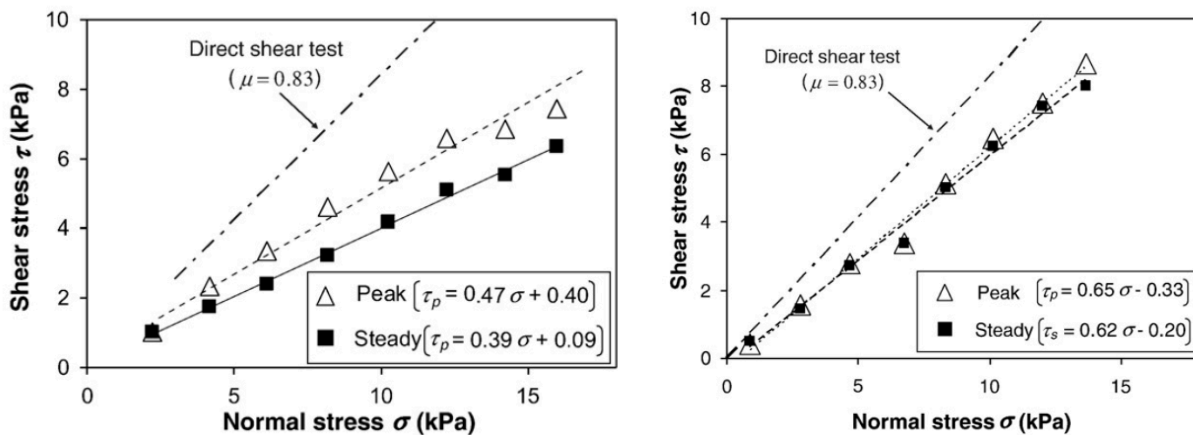 10
8
6
4
2
0
Shear stress τ (kPa)
Direct shear test
(μ = 0.83)
△ Peak [τp = 0.47 σ + 0.40]
■ Steady [τp = 0.39 σ + 0.09]
0 5 10 15
Normal stress σ (kPa)
10
8
6
4
2
0
Shear stress τ (kPa)
Direct shear test
(μ = 0.83)
△ Peak [τp = 0.65 σ - 0.33]
■ Steady [τs = 0.62 σ - 0.20]
0 5 10 15
Normal stress σ (kPa)